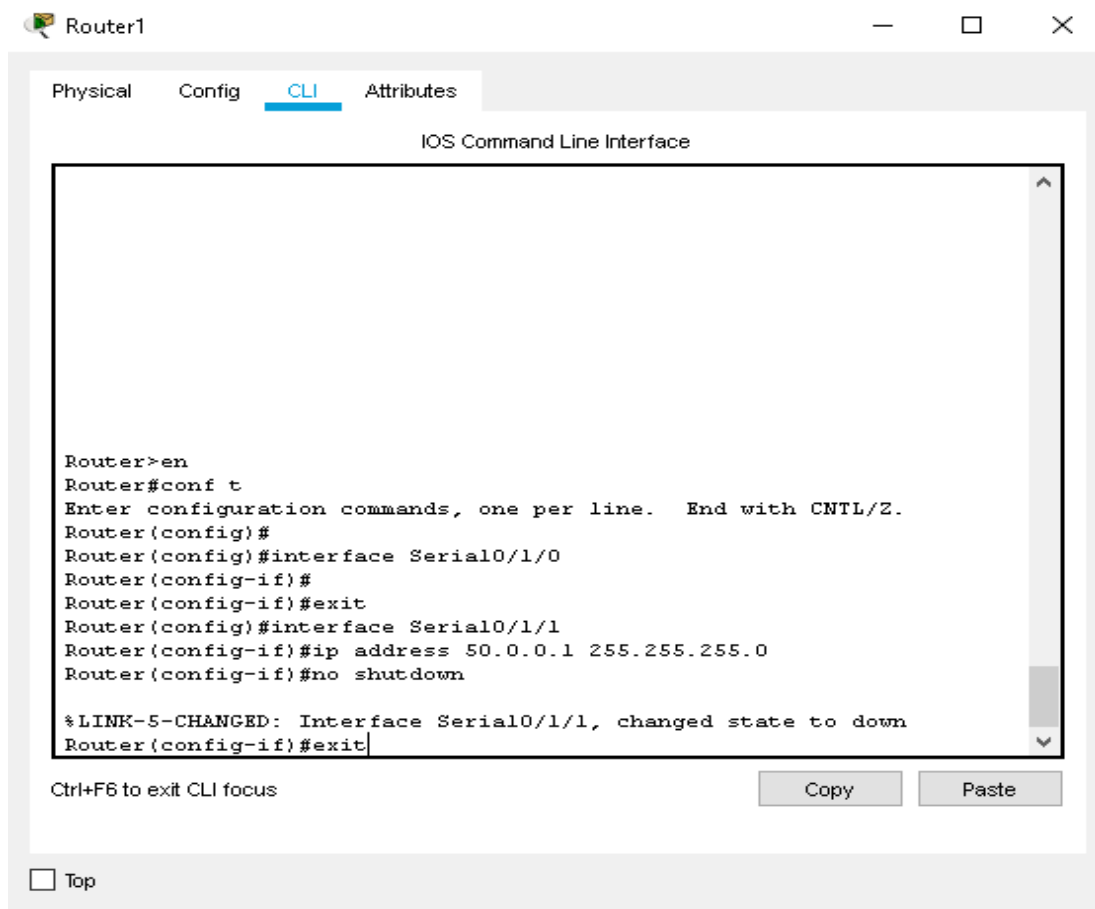 Router1
Physical Config CLI Attributes
IOS Command Line Interface
Router>en
Router#conf t
Enter configuration commands, one per line.  End with CNTL/Z.
Router(config)#
Router(config)#interface Serial0/1/0
Router(config-if)#
Router(config-if)#exit
Router(config)#interface Serial0/1/1
Router(config-if)#ip address 50.0.0.1 255.255.255.0
Router(config-if)#no shutdown
%LINK-5-CHANGED: Interface Serial0/1/1, changed state to down
Router(config-if)#exit
Ctrl+F6 to exit CLI focus Copy Paste
Top